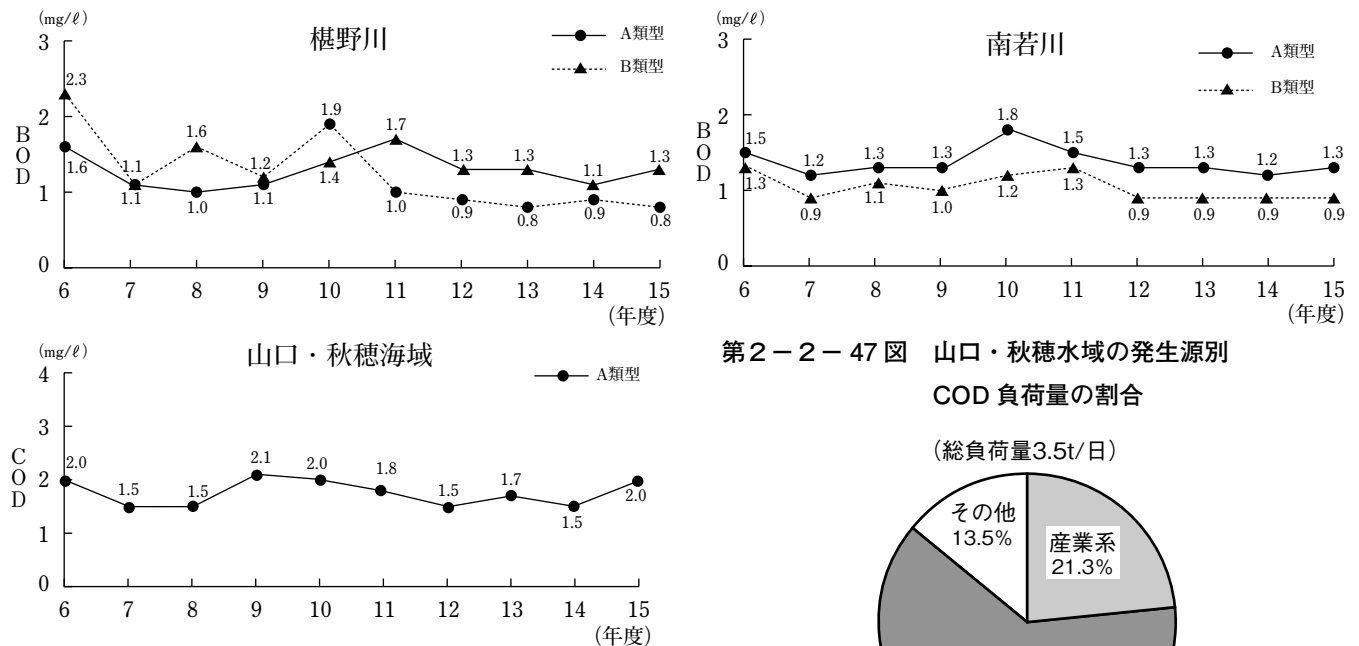 (mg/ℓ)
椹野川
A類型
B類型
BOD
3
2
1
0
2.3
1.6
1.1
1.1
1.6
1.0
1.2
1.1
1.9
1.4
1.7
1.0
1.3
0.9
1.3
0.8
1.1
0.9
1.3
0.8
6 7 8 9 10 11 12 13 14 15
(年度)
(mg/ℓ)
南若川
A類型
B類型
BOD
3
2
1
0
1.5
1.3
1.2
0.9
1.3
1.1
1.3
1.0
1.8
1.2
1.5
1.3
1.3
0.9
1.3
0.9
1.2
0.9
1.3
0.9
6 7 8 9 10 11 12 13 14 15
(年度)
(mg/ℓ)
山口・秋穂海域
A類型
COD
4
3
2
1
0
2.0
1.5
1.5
2.1
2.0
1.8
1.5
1.7
1.5
2.0
6 7 8 9 10 11 12 13 14 15
(年度)
第2－2－47図 山口・秋穂水域の発生源別
COD負荷量の割合
(総負荷量3.5t/日)
その他
13.5%
産業系
21.3%